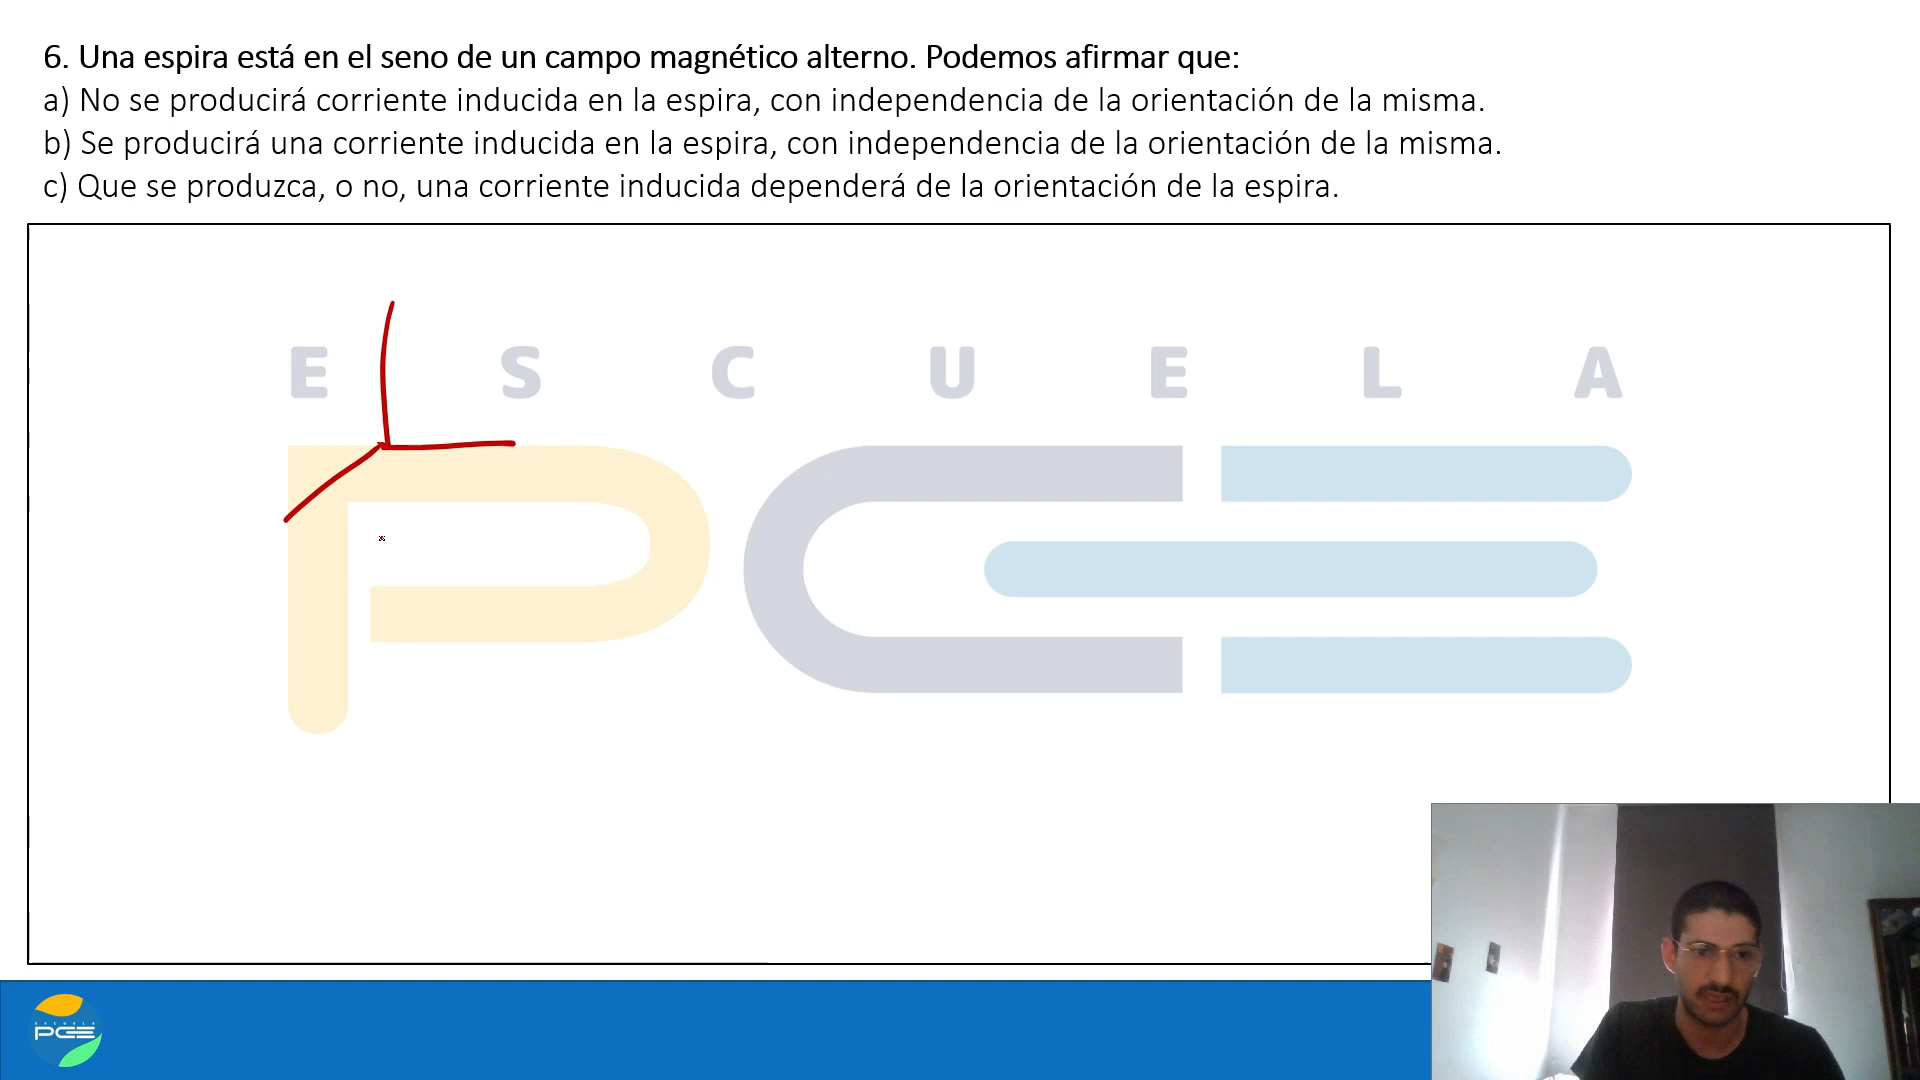 6. Una espira está en el seno de un campo magnético alterno. Podemos afirmar que:
a) No se producirá corriente inducida en la espira, con independencia de la orientación de la misma.
b) Se producirá una corriente inducida en la espira, con independencia de la orientación de la misma.
c) Que se produzca, o no, una corriente inducida dependerá de la orientación de la espira.
ESCUELA
PCE
ESCUELA
PCE